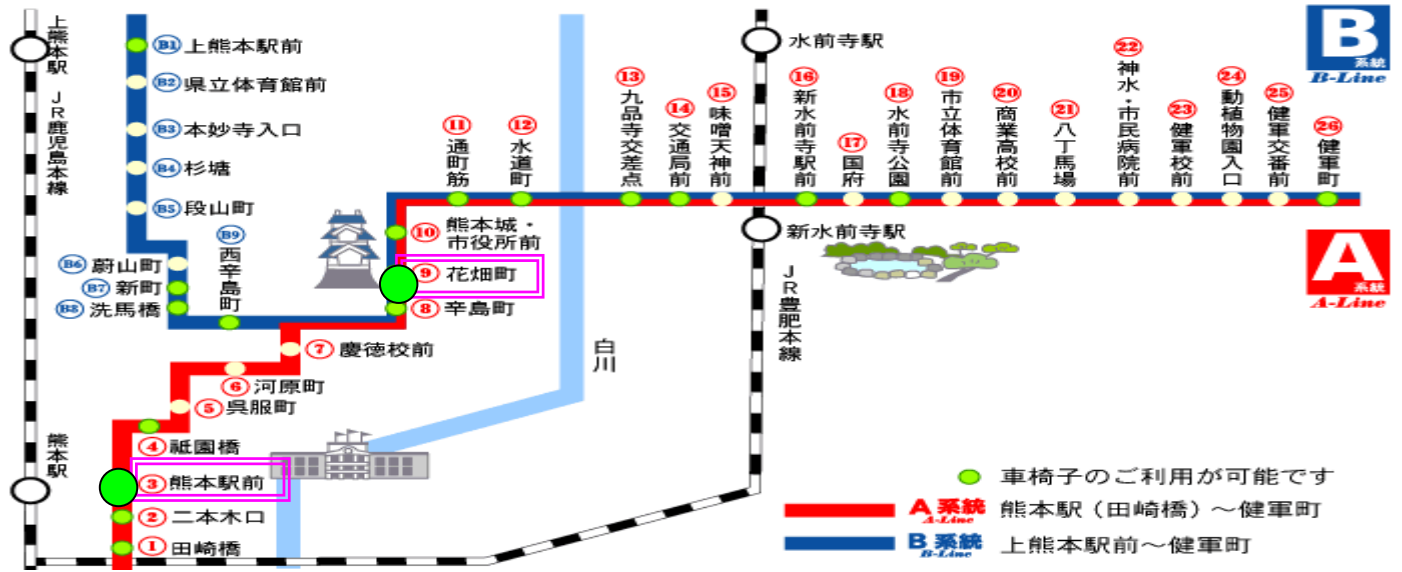 上熊本駅
JR鹿児島本線
熊本駅
B1 上熊本駅前
B2 県立体育館前
B3 本妙寺入口
B4 杉塘
B5 段山町
B6 蔚山町
B7 新町
B8 洗馬橋
B9 西辛島町
1 田崎橋
2 二本木口
3 熊本駅前
4 祗園橋
5 呉服町
6 河原町
7 慶徳校前
8 辛島町
9 花畑町
10 熊本城・
市役所前
11 通町筋
12 水道町
13 九品寺交差点
14 交通局前
15 味噌天神前
16 新水前寺駅前
17 国府
18 水前寺公園
19 市立体育館前
20 商業高校前
21 八丁馬場
22 神水・市民病院前
23 健軍校前
24 動植物園入口
25 健軍交番前
26 健軍町
水前寺駅
新水前寺駅
JR豊肥本線
白川
B
系統
B-Line
A
系統
A-Line
車椅子のご利用が可能です
A系統 熊本駅(田崎橋)~健軍町
A-Line
B系統 上熊本駅前~健軍町
B-Line